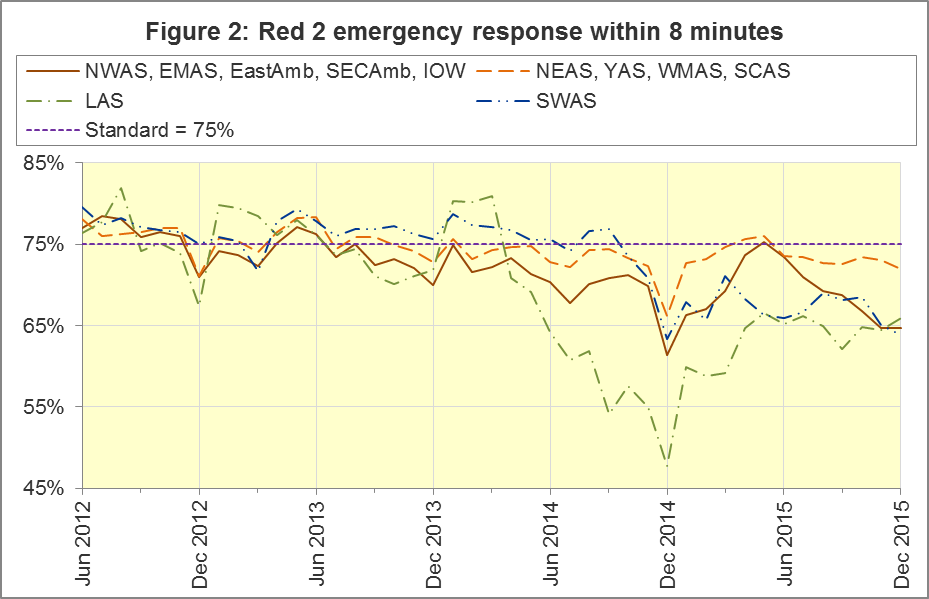 Figure 2: Red 2 emergency response within 8 minutes
NWAS, EMAS, EastAmb, SECAmb, IOW
NEAS, YAS, WMAS, SCAS
LAS
SWAS
Standard = 75%
85%
75%
65%
55%
45%
Jun 2012
Dec 2012
Jun 2013
Dec 2013
Jun 2014
Dec 2014
Jun 2015
Dec 2015